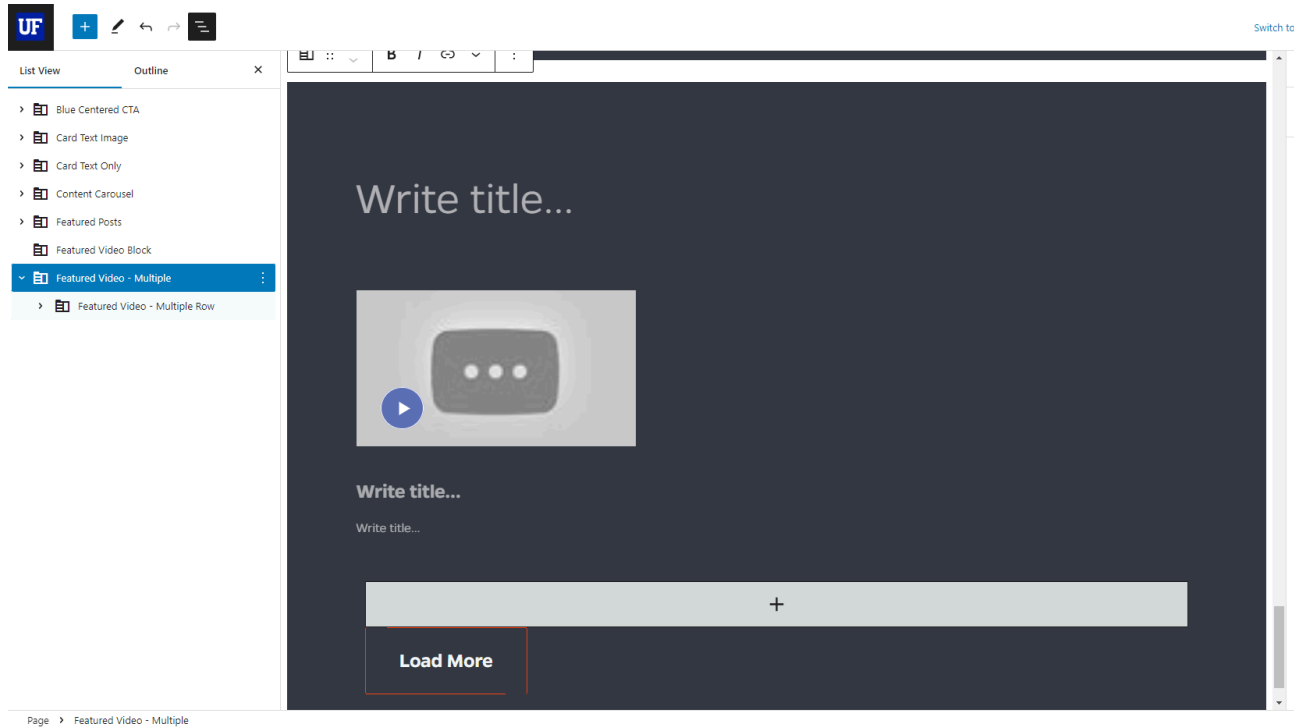 UF
Switch to
List View
Outline
B I
Blue Centered CTA
Card Text Image
Card Text Only
Content Carousel
Featured Posts
Featured Video Block
Featured Video - Multiple
Featured Video - Multiple Row
Write title...
Write title...
Write title...
Load More
Page > Featured Video - Multiple